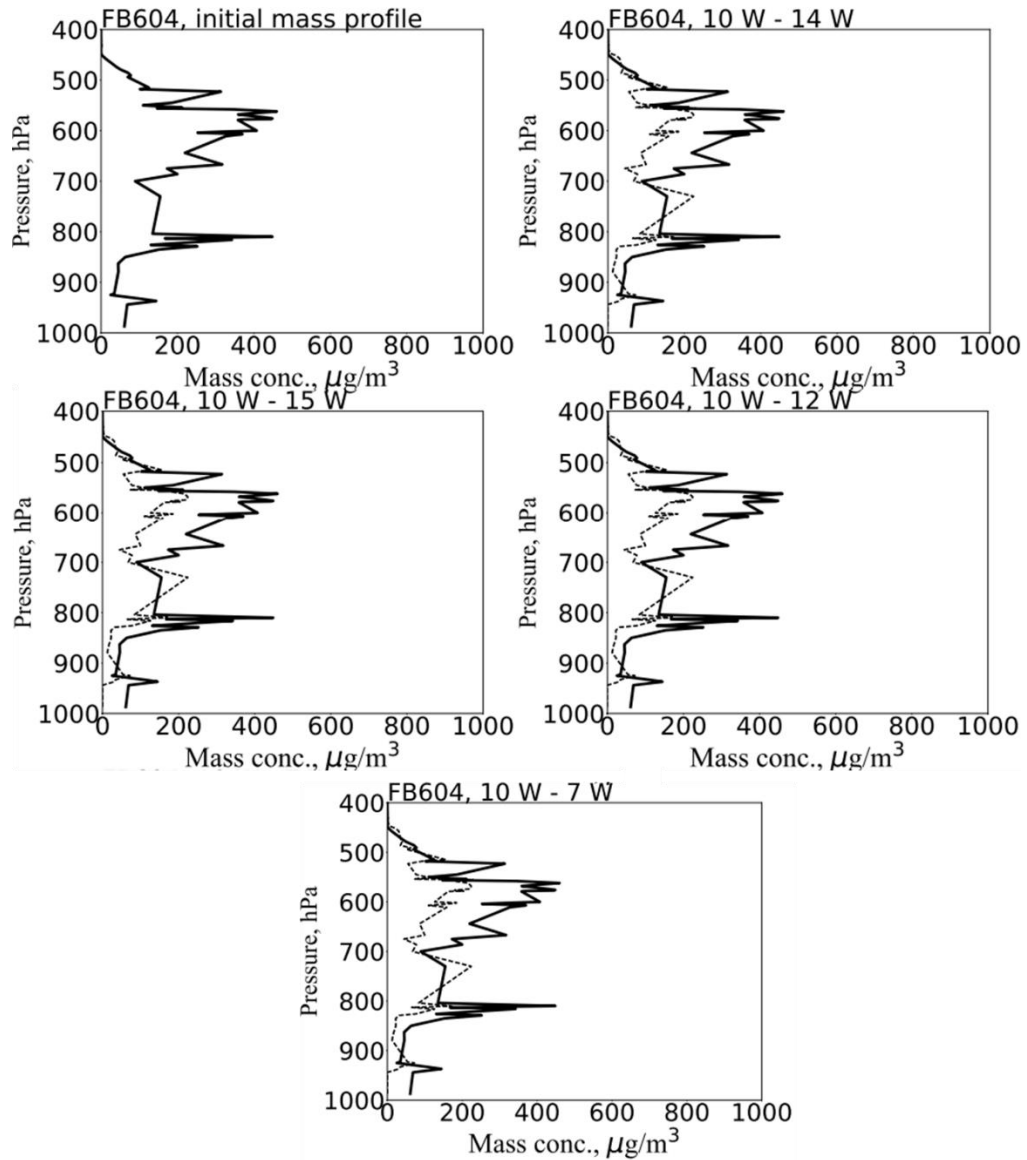 FB604, initial mass profile
400
500
600
700
800
900
1000
Pressure, hPa
0 200 400 600 800 1000
Mass conc., μg/m³
FB604, 10 W - 14 W
400
500
600
700
800
900
1000
Pressure, hPa
0 200 400 600 800 1000
Mass conc., μg/m³
FB604, 10 W - 15 W
400
500
600
700
800
900
1000
Pressure, hPa
0 200 400 600 800 1000
Mass conc., μg/m³
FB604, 10 W - 12 W
400
500
600
700
800
900
1000
Pressure, hPa
0 200 400 600 800 1000
Mass conc., μg/m³
FB604, 10 W - 7 W
400
500
600
700
800
900
1000
Pressure, hPa
0 200 400 600 800 1000
Mass conc., μg/m³